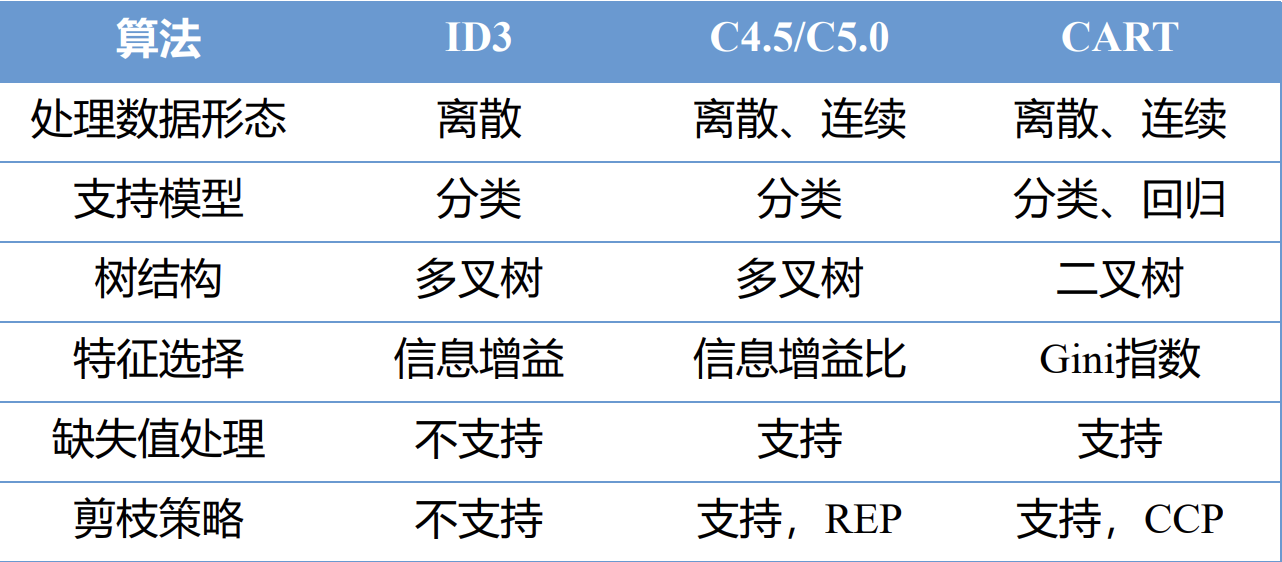 算法 ID3 C4.5/C5.0 CART
处理数据形态 离散 离散、连续 离散、连续
支持模型 分类 分类 分类、回归
树结构 多叉树 多叉树 二叉树
特征选择 信息增益 信息增益比 Gini指数
缺失值处理 不支持 支持 支持
剪枝策略 不支持 支持，REP 支持，CCP